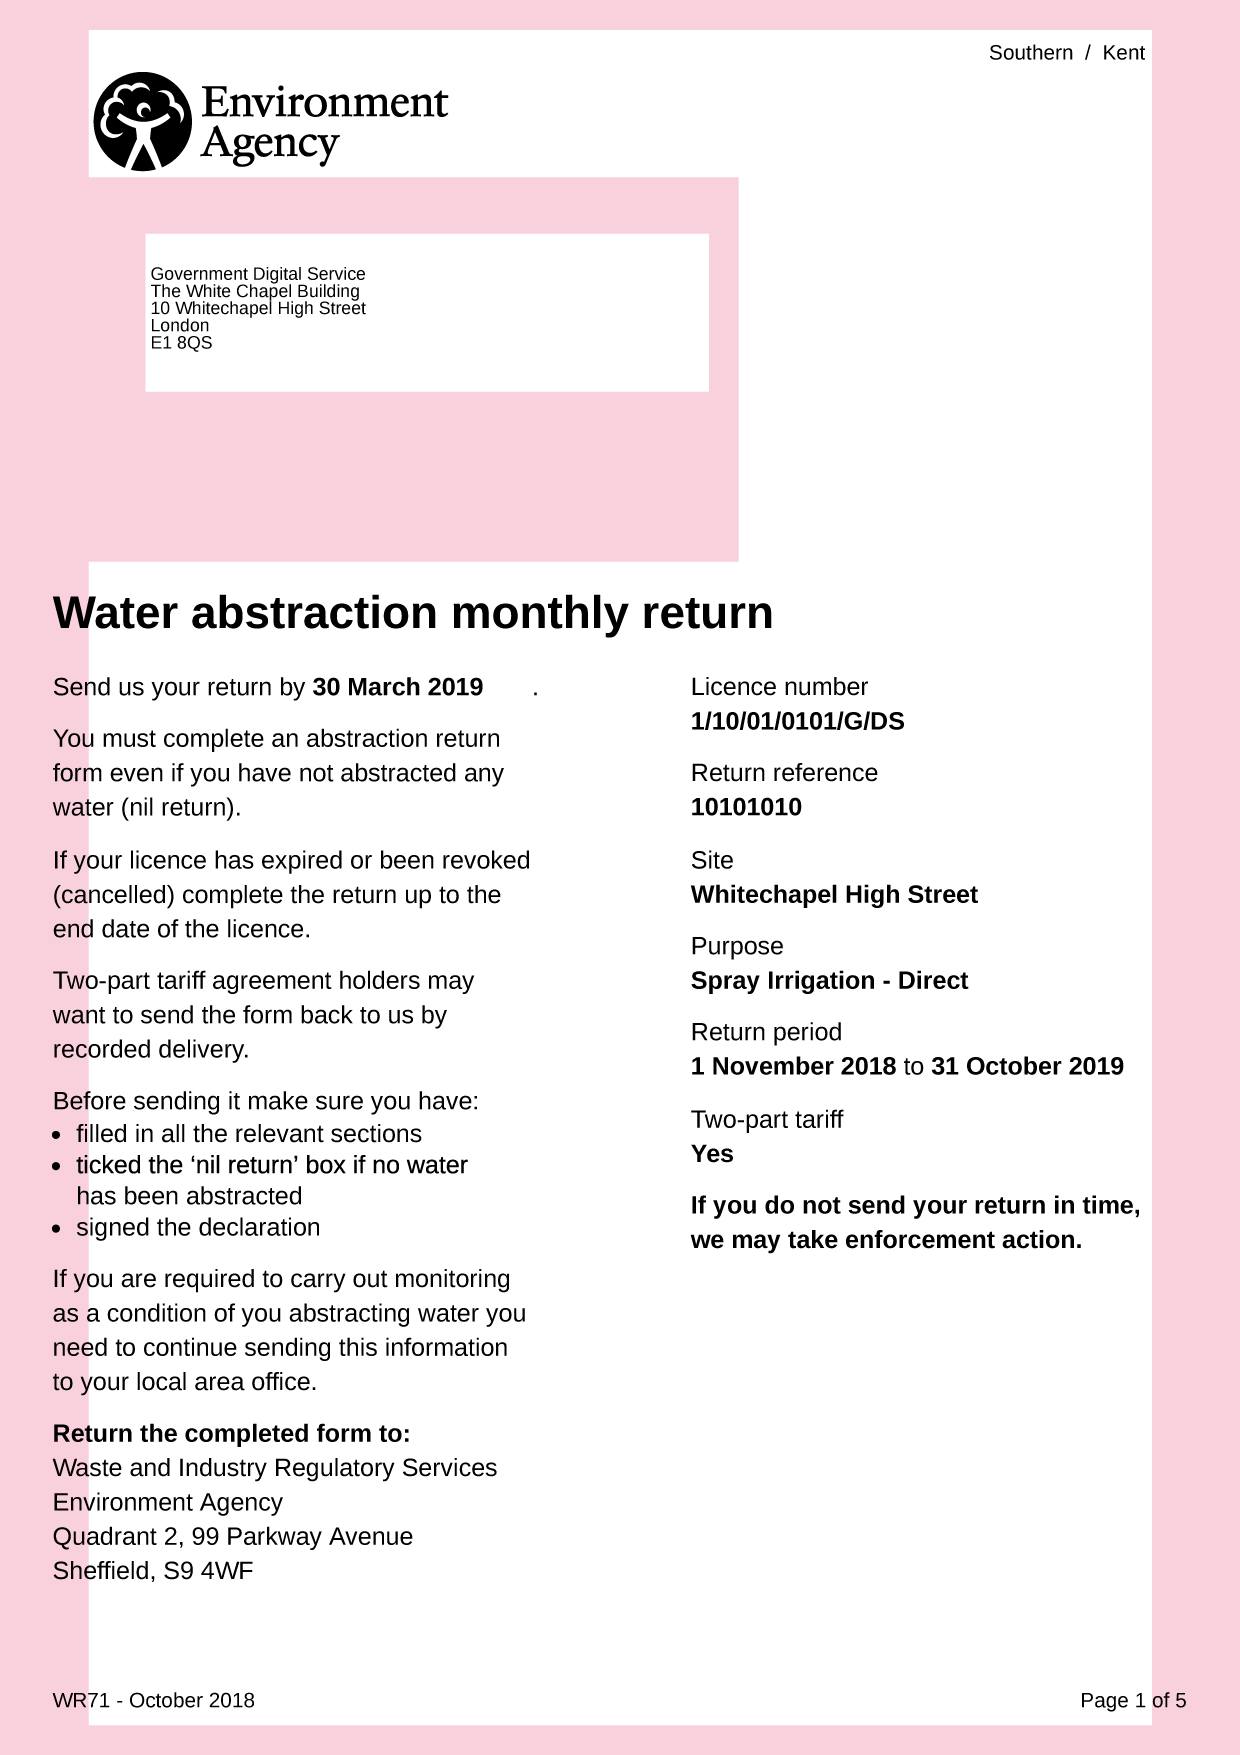 Southern / Kent
Environment
Agency
Government Digital Service
The White Chapel Building
10 Whitechapel High Street
London
E1 8QS
Water abstraction monthly return
Send us your return by 30 March 2019 .
You must complete an abstraction return
form even if you have not abstracted any
water (nil return).
If your licence has expired or been revoked
(cancelled) complete the return up to the
end date of the licence.
Two-part tariff agreement holders may
want to send the form back to us by
recorded delivery.
Before sending it make sure you have:
• filled in all the relevant sections
• ticked the ‘nil return’ box if no water
has been abstracted
• signed the declaration
If you are required to carry out monitoring
as a condition of you abstracting water you
need to continue sending this information
to your local area office.
Return the completed form to:
Waste and Industry Regulatory Services
Environment Agency
Quadrant 2, 99 Parkway Avenue
Sheffield, S9 4WF
Licence number
1/10/01/0101/G/DS
Return reference
10101010
Site
Whitechapel High Street
Purpose
Spray Irrigation - Direct
Return period
1 November 2018 to 31 October 2019
Two-part tariff
Yes
If you do not send your return in time,
we may take enforcement action.
WR71 - October 2018
Page 1 of 5